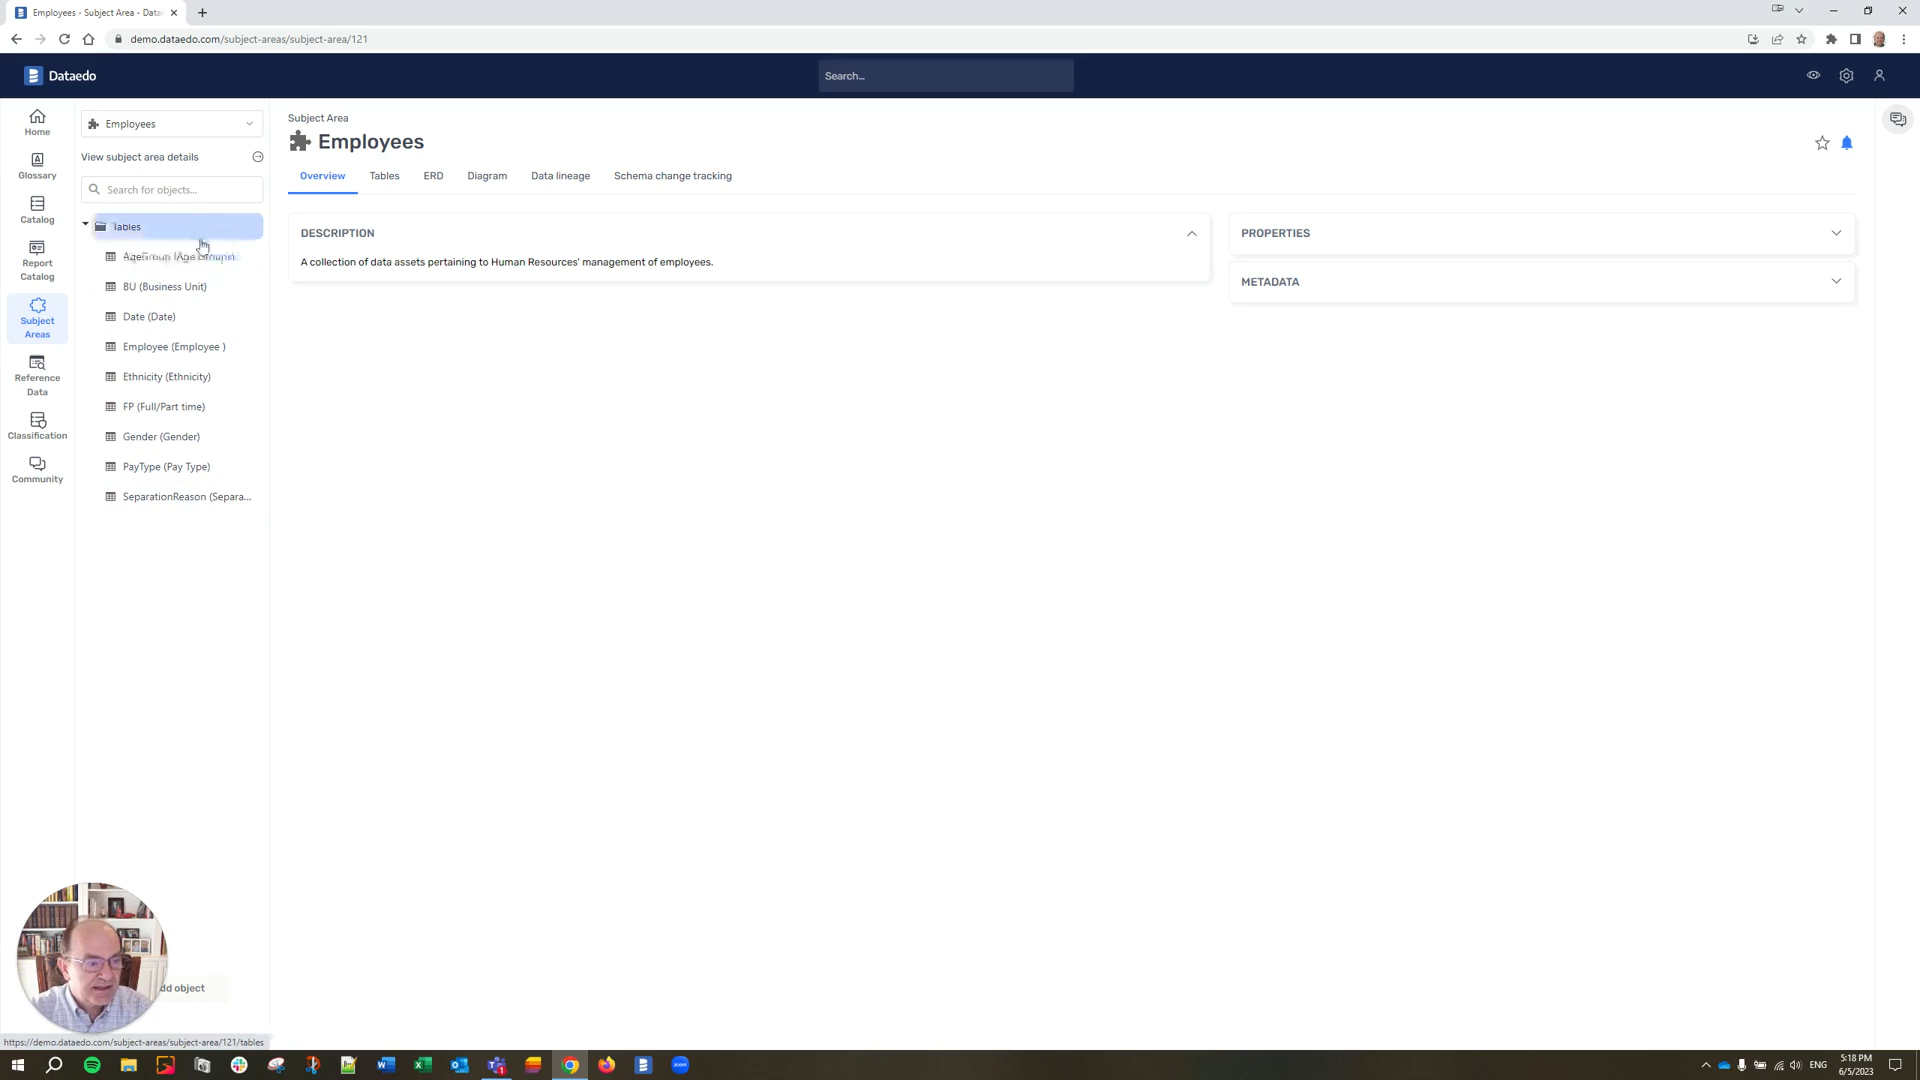 Employees - Subject Area - Data
demo.dataedo.com/subject-areas/subject-area/121
Dataedo
Search...
Home
Glossary
Catalog
Report
Catalog
Subject
Areas
Reference
Data
Classification
Community
Employees
View subject area details
Search for objects...
Tables
AgeGroup (Age Groups)
BU (Business Unit)
Date (Date)
Employee (Employee )
Ethnicity (Ethnicity)
FP (Full/Part time)
Gender (Gender)
PayType (Pay Type)
SeparationReason (Separa...
dd object
Subject Area
Employees
Overview Tables ERD Diagram Data lineage Schema change tracking
DESCRIPTION
A collection of data assets pertaining to Human Resources' management of employees.
PROPERTIES
METADATA
https://demo.dataedo.com/subject-areas/subject-area/121/tables
ENG
5:18 PM
6/5/2023